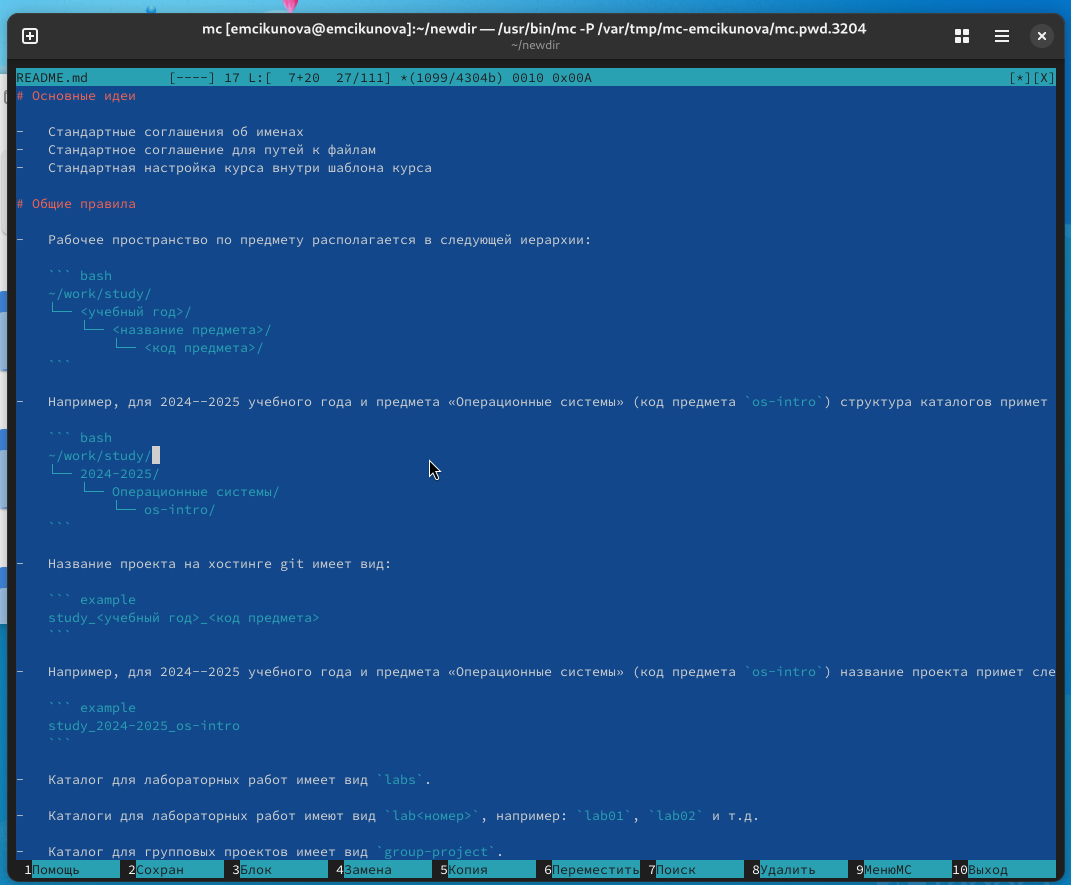 mc [emcikunova@emcikunova]:~/newdir — /usr/bin/mc -P /var/tmp/mc-emcikunova/mc.pwd.3204
~/newdir
README.md [----] 17 L:[ 7+20 27/111] *(1099/4304b) 0010 0x00A [*][X]
# Основные идеи
- Стандартные соглашения об именах
- Стандартное соглашение для путей к файлам
- Стандартная настройка курса внутри шаблона курса
# Общие правила
- Рабочее пространство по предмету располагается в следующей иерархии:
``` bash
~/work/study/
└── <учебный год>/
└── <название предмета>/
└── <код предмета>/
```
- Например, для 2024--2025 учебного года и предмета «Операционные системы» (код предмета `os-intro`) структура каталогов примет
``` bash
~/work/study/
└── 2024-2025/
└── Операционные системы/
└── os-intro/
```
- Название проекта на хостинге git имеет вид:
``` example
study_<учебный год>_<код предмета>
```
- Например, для 2024--2025 учебного года и предмета «Операционные системы» (код предмета `os-intro`) название проекта примет сле
``` example
study_2024-2025_os-intro
```
- Каталог для лабораторных работ имеет вид `labs`.
- Каталоги для лабораторных работ имеют вид `lab<номер>`, например: `lab01`, `lab02` и т.д.
- Каталог для групповых проектов имеет вид `group-project`.
1Помощь 2Сохран 3Блок 4Замена 5Копия 6Переместить 7Поиск 8Удалить 9МенюMC 10Выход